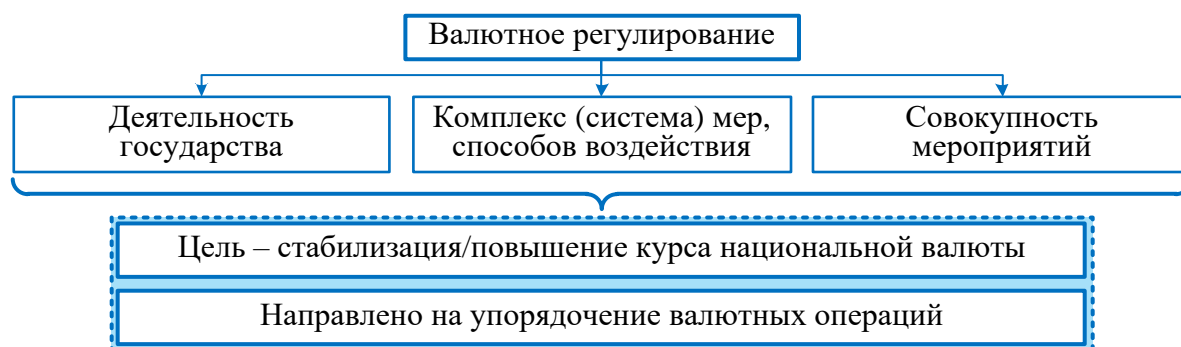 Валютное регулирование
Деятельность
государства
Комплекс (система) мер,
способов воздействия
Совокупность
мероприятий
Цель – стабилизация/повышение курса национальной валюты
Направлено на упорядочение валютных операций